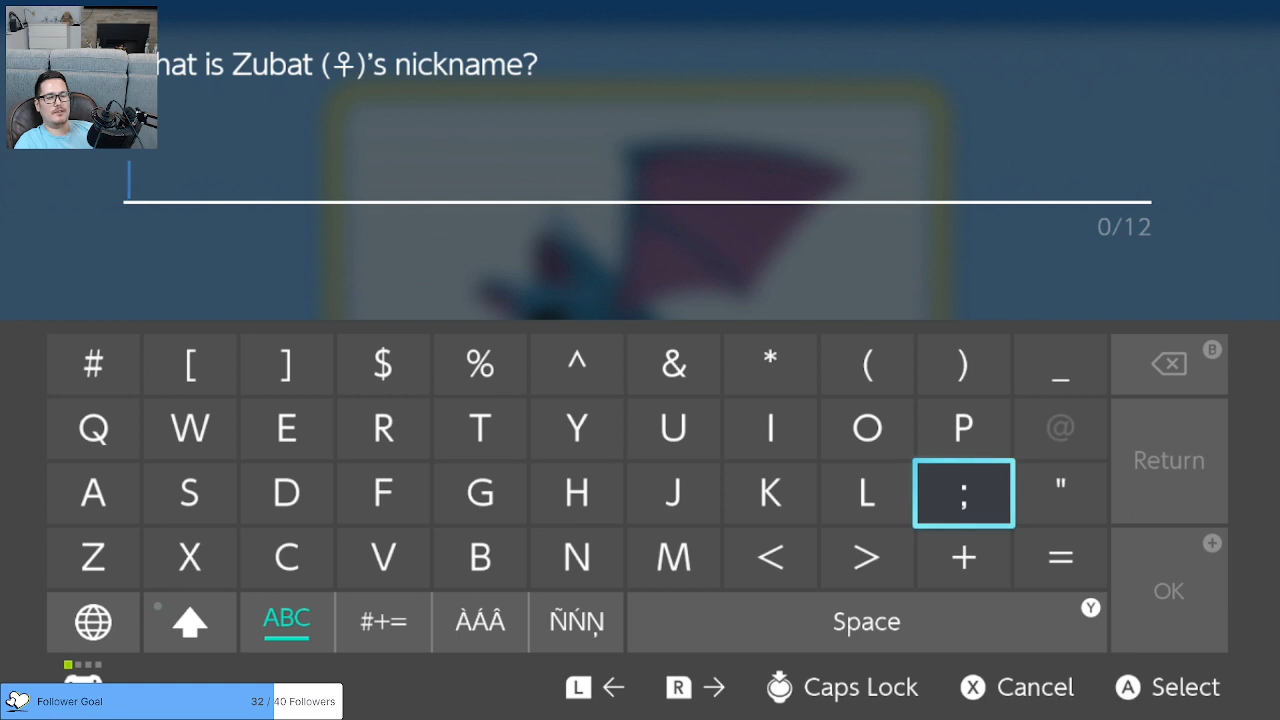 hat is Zubat (♀)'s nickname?
0/12
# [ ] $ % ^ & * ( ) _ B
Q W E R T Y U I O P @ Return
A S D F G H J K L ; "
Z X C V B N M < > + = + OK
ABC #+= ÀÁÂ ÑŃŅ Space Y
L ← R → Caps Lock X Cancel A Select
Follower Goal 32 / 40 Followers